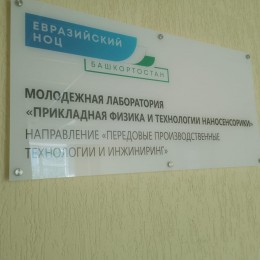 ЕВРАЗИЙСКИЙ
НОЦ
БАШКОРТОСТАН
МОЛОДЕЖНАЯ ЛАБОРАТОРИЯ
«ПРИКЛАДНАЯ ФИЗИКА И ТЕХНОЛОГИИ НАНОСЕНСОРИКИ»
НАПРАВЛЕНИЕ «ПЕРЕДОВЫЕ ПРОИЗВОДСТВЕННЫЕ
ТЕХНОЛОГИИ И ИНЖИНИРИНГ»